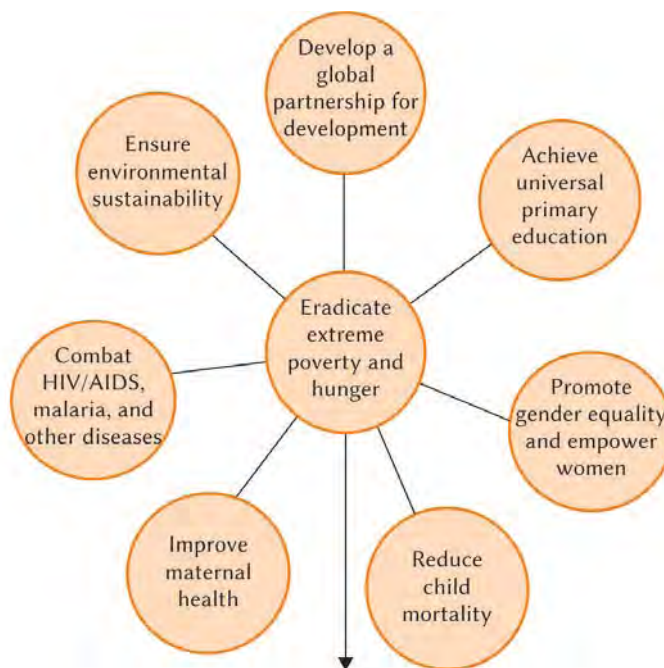 Develop a
global
partnership for
development
Ensure
environmental
sustainability
Achieve
universal
primary
education
Eradicate
extreme
poverty and
hunger
Combat
HIV/AIDS,
malaria, and
other diseases
Promote
gender equality
and empower
women
Improve
maternal
health
Reduce
child
mortality